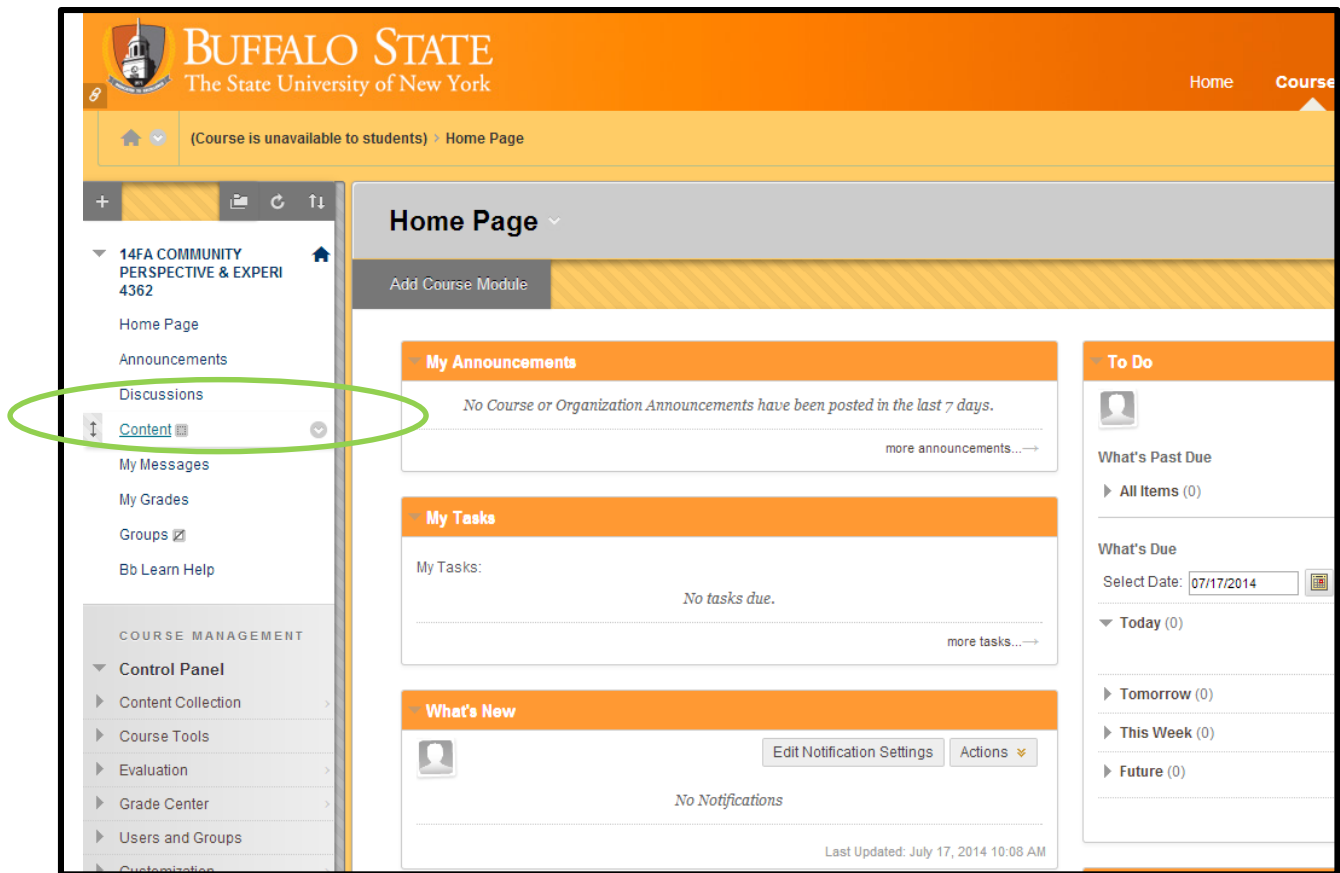 BUFFALO STATE
The State University of New York
Home
Course
(Course is unavailable to students) > Home Page
Home Page
Add Course Module
14FA COMMUNITY
PERSPECTIVE & EXPERI
4362
Home Page
Announcements
Discussions
Content
My Messages
My Grades
Groups
Bb Learn Help
COURSE MANAGEMENT
Control Panel
Content Collection
Course Tools
Evaluation
Grade Center
Users and Groups
Customization
My Announcements
No Course or Organization Announcements have been posted in the last 7 days.
more announcements...→
My Tasks
My Tasks:
No tasks due.
more tasks...→
What's New
Edit Notification Settings
Actions
No Notifications
Last Updated: July 17, 2014 10:08 AM
To Do
What's Past Due
All Items (0)
What's Due
Select Date: 07/17/2014
Today (0)
Tomorrow (0)
This Week (0)
Future (0)